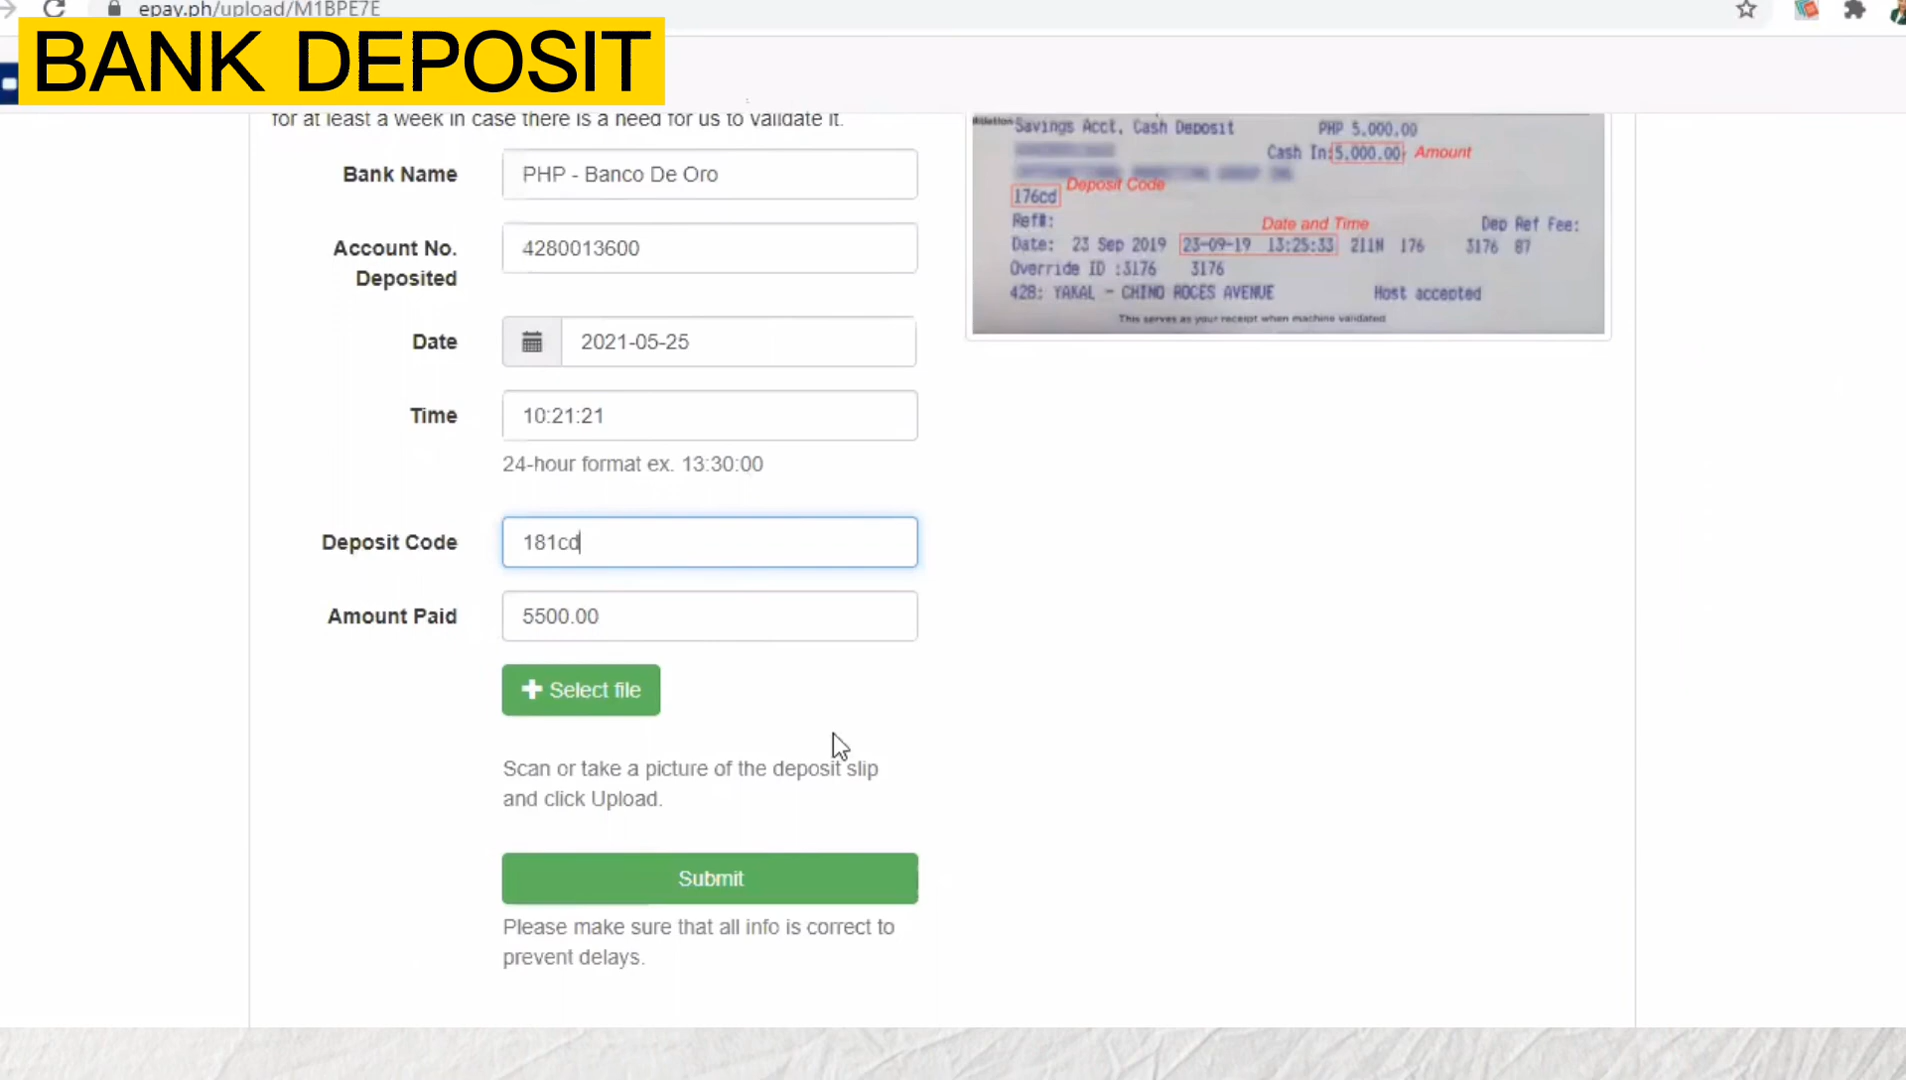 epay.ph/upload/M1BPE7E
BANK DEPOSIT
for at least a week in case there is a need for us to validate it.
Bank Name
PHP - Banco De Oro
Account No.
Deposited
4280013600
Date
2021-05-25
Time
10:21:21
24-hour format ex. 13:30:00
Deposit Code
181cd
Amount Paid
5500.00
Select file
Scan or take a picture of the deposit slip
and click Upload.
Submit
Please make sure that all info is correct to
prevent delays.
Savings Acct, Cash Deposit PHP 5,000.00
Cash In: 5,000.00 Amount
176cd Deposit Code
Ref#: Date and Time Dep Ref Fee:
Date: 23 Sep 2019 23-09-19 13:25:33 211N 176 3176 87
Override ID :3176 3176
428: YAKAL - CHINO ROCES AVENUE Host accepted
This serves as your receipt when machine validated